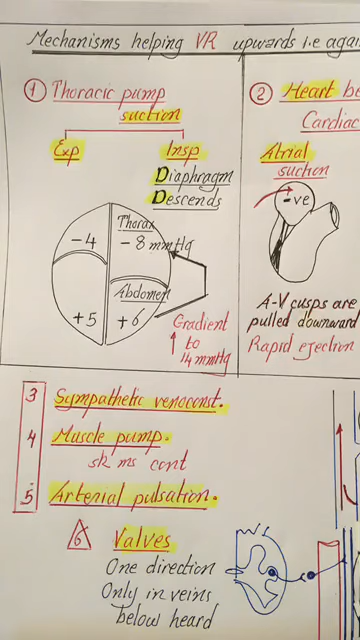 Mechanisms helping VR upwards i.e
① Thoracic pump
suction
Exp
Insp
Diaphragm
Descends
Thorax
-4
-8 mmHg
Abdomen
+5
+6
Gradient
↑ to
14 mmHg
② Heart
Cardiac
Atrial
suction
-ve
A-V cusps are
pulled downward
Rapid ejection
3 Sympathetic venoconst.
4 Muscle pump.
sk ms cont
5 Arterial pulsation.
6 Valves
One direction
Only in veins
below heard